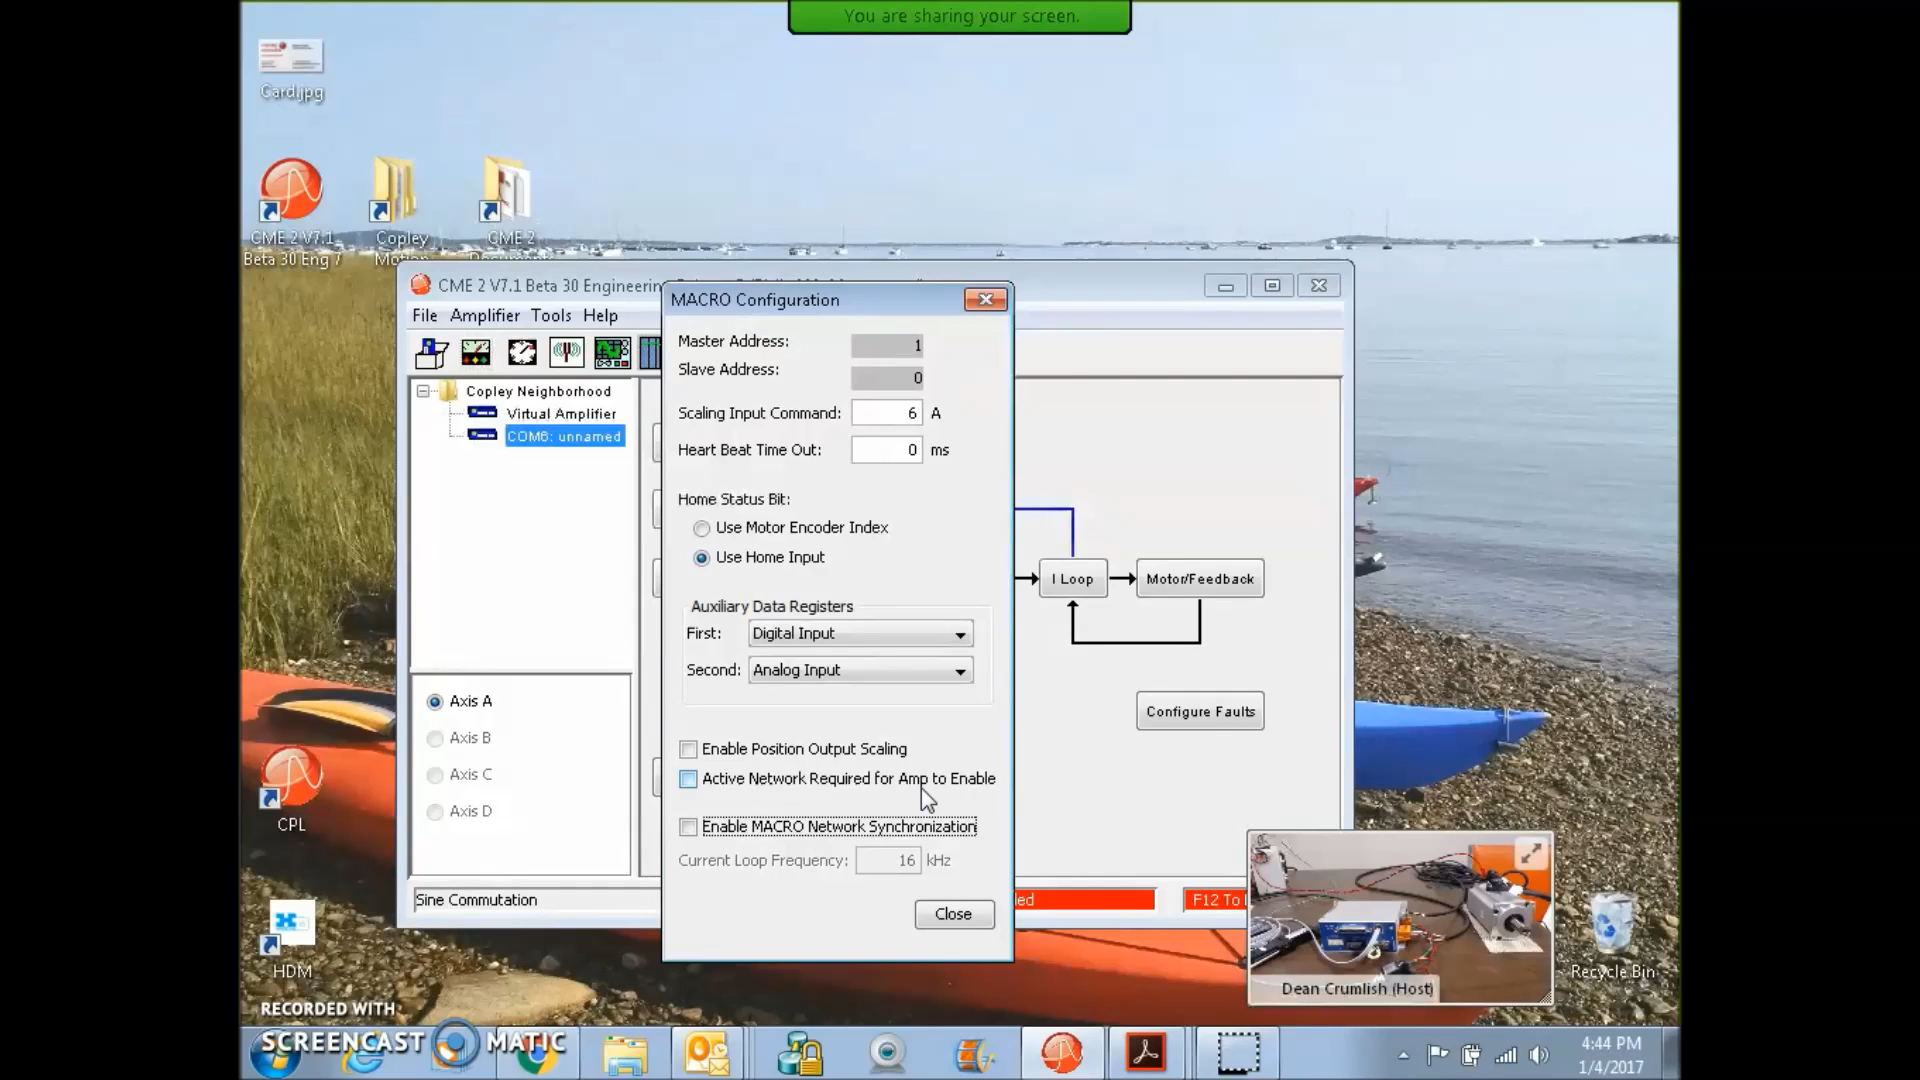 You are sharing your screen.
Card.jpg
CME 2 V7.1
Beta 30 Eng 7
Copley
CME 2
CME 2 V7.1 Beta 30 Engineerin
File Amplifier Tools Help
Copley Neighborhood
Virtual Amplifier
COM6: unnamed
Axis A
Axis B
Axis C
Axis D
Sine Commutation
MACRO Configuration
Master Address: 1
Slave Address: 0
Scaling Input Command: 6 A
Heart Beat Time Out: 0 ms
Home Status Bit:
Use Motor Encoder Index
Use Home Input
Auxiliary Data Registers
First: Digital Input
Second: Analog Input
Enable Position Output Scaling
Active Network Required for Amp to Enable
Enable MACRO Network Synchronization
Current Loop Frequency: 16 kHz
Close
I Loop
Motor/Feedback
Configure Faults
F12 To
Dean Crumlish (Host)
CPL
HDM
Recycle Bin
RECORDED WITH
SCREENCAST MATIC
4:44 PM
1/4/2017